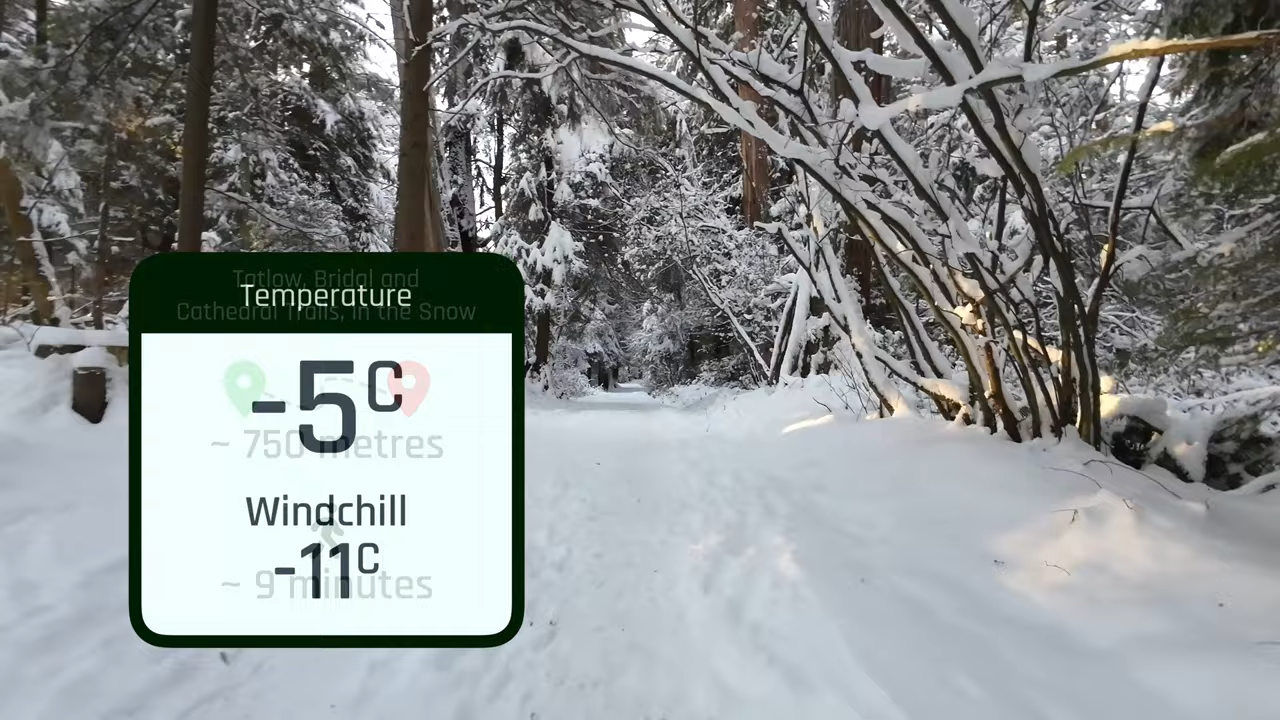 Tatlow, Bridal and
Temperature
Cathedral Trails, in the Snow
-5C
~ 750 metres
Windchill
-11C
~ 9 minutes